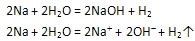 2Na + 2H₂O = 2NaOH + H₂
2Na + 2H₂O = 2Na⁺ + 2OH⁻ + H₂↑